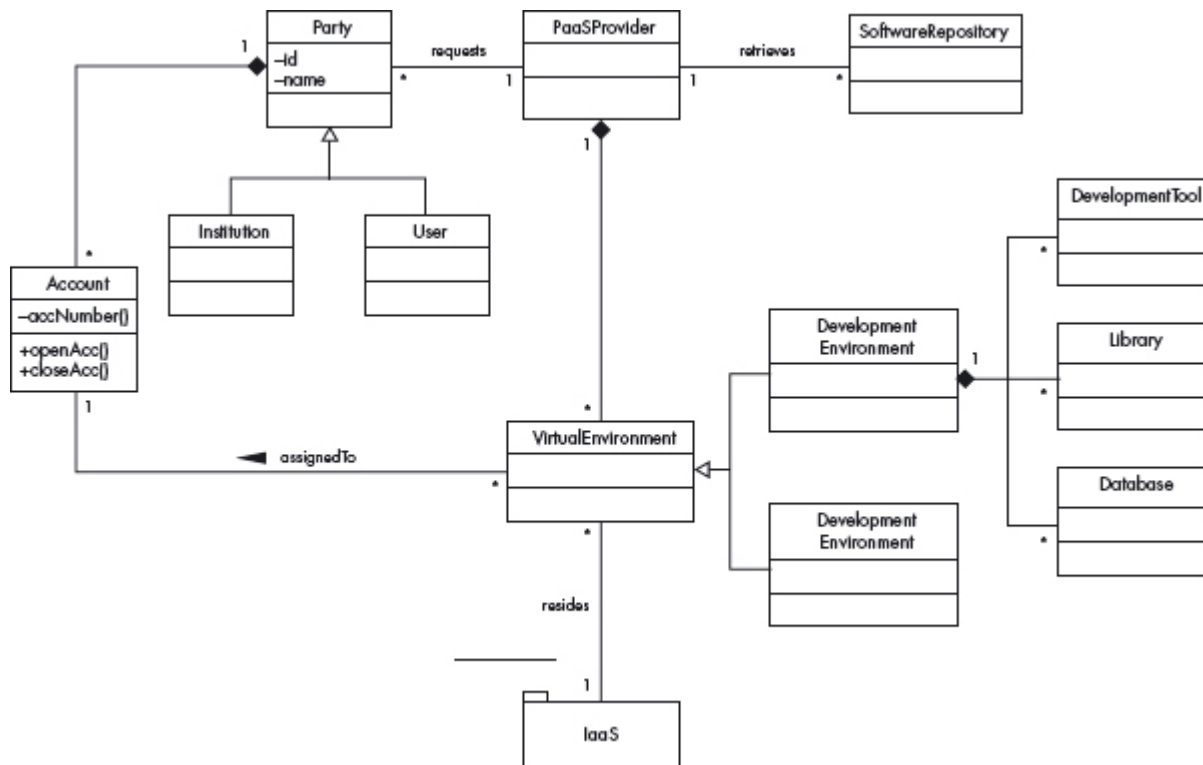 Party
–id
–name
1
requests
*
1
PaaSProvider
retrieves
1
*
SoftwareRepository
1
Institution
User
*
Account
–accNumber()
+openAcc()
+closeAcc()
1
assignedTo
*
*
VirtualEnvironment
Development
Environment
1
Development
Environment
DevelopmentTool
*
Library
*
Database
*
*
resides
1
IaaS